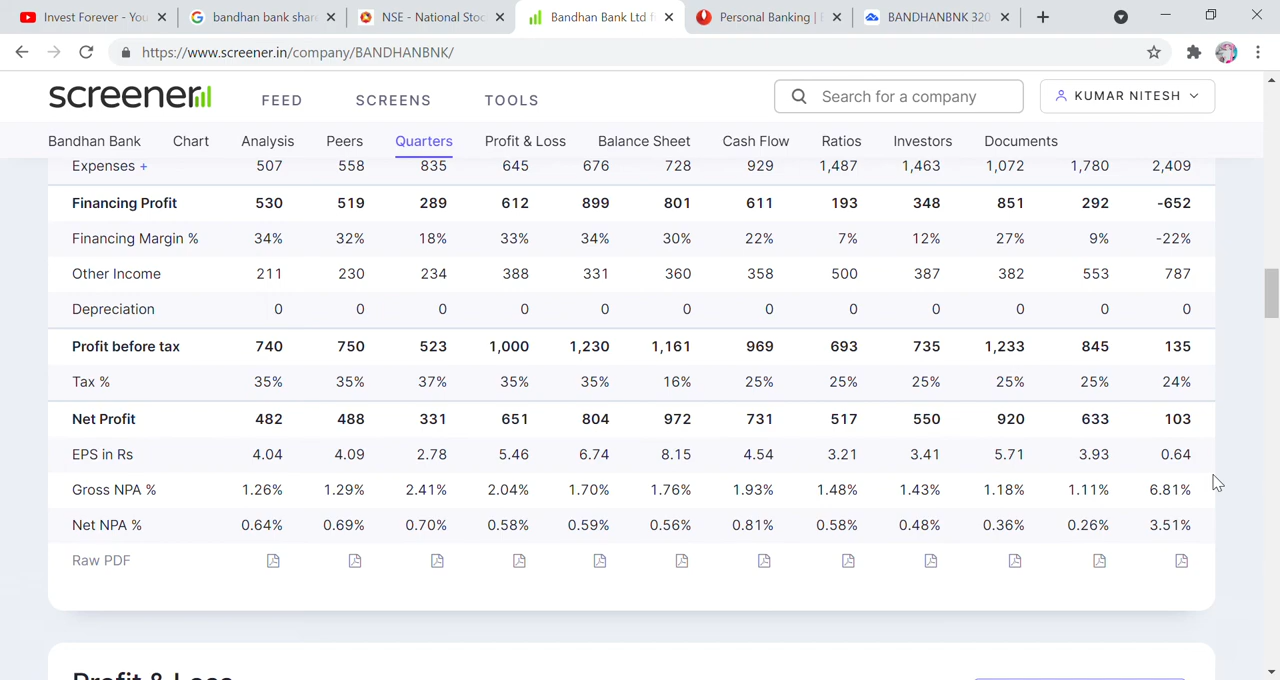 Invest Forever - You
bandhan bank shar
NSE - National Stoc
Bandhan Bank Ltd f
Personal Banking |
BANDHANBNK 320
https://www.screener.in/company/BANDHANBNK/
screener
FEED SCREENS TOOLS
Search for a company
KUMAR NITESH
Bandhan Bank Chart Analysis Peers Quarters Profit & Loss Balance Sheet Cash Flow Ratios Investors Documents
Expenses + 507 558 835 645 676 728 929 1,487 1,463 1,072 1,780 2,409
Financing Profit 530 519 289 612 899 801 611 193 348 851 292 -652
Financing Margin % 34% 32% 18% 33% 34% 30% 22% 7% 12% 27% 9% -22%
Other Income 211 230 234 388 331 360 358 500 387 382 553 787
Depreciation 0 0 0 0 0 0 0 0 0 0 0 0
Profit before tax 740 750 523 1,000 1,230 1,161 969 693 735 1,233 845 135
Tax % 35% 35% 37% 35% 35% 16% 25% 25% 25% 25% 25% 24%
Net Profit 482 488 331 651 804 972 731 517 550 920 633 103
EPS in Rs 4.04 4.09 2.78 5.46 6.74 8.15 4.54 3.21 3.41 5.71 3.93 0.64
Gross NPA % 1.26% 1.29% 2.41% 2.04% 1.70% 1.76% 1.93% 1.48% 1.43% 1.18% 1.11% 6.81%
Net NPA % 0.64% 0.69% 0.70% 0.58% 0.59% 0.56% 0.81% 0.58% 0.48% 0.36% 0.26% 3.51%
Raw PDF
Profit & Loss